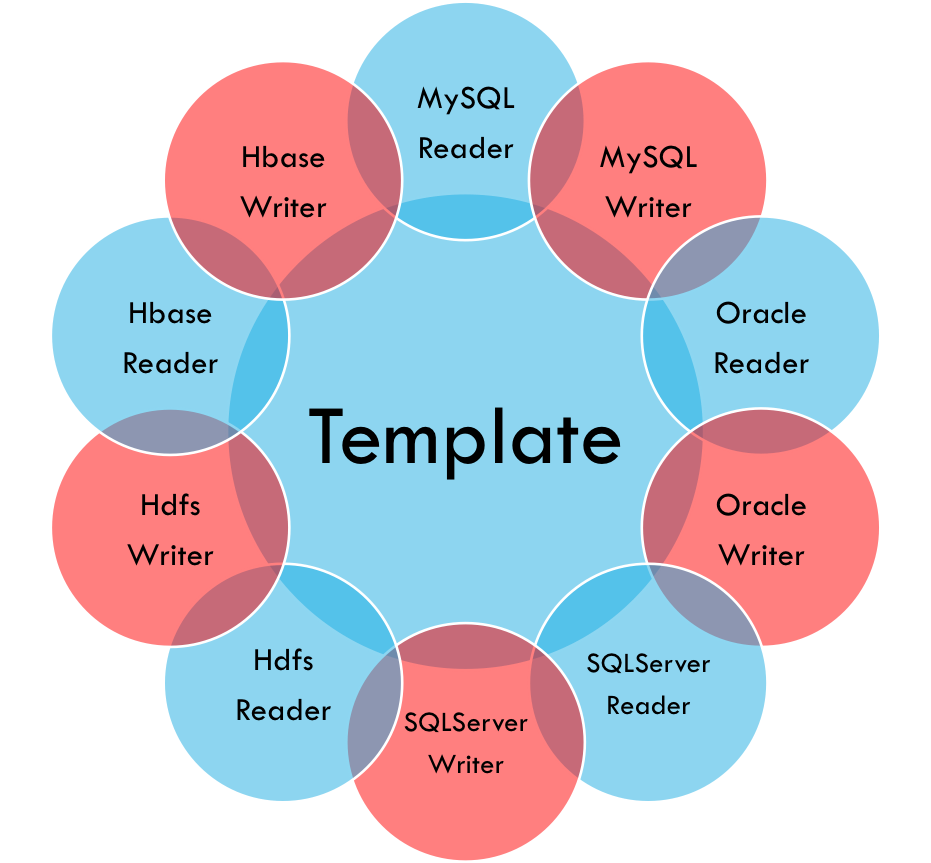 MySQL
Reader
MySQL
Writer
Oracle
Reader
Oracle
Writer
SQLServer
Reader
SQLServer
Writer
Hdfs
Reader
Hdfs
Writer
Hbase
Reader
Hbase
Writer
Template